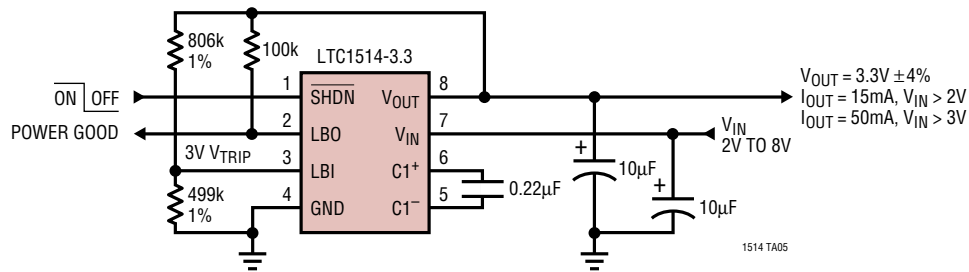 806k
1%
100k
LTC1514-3.3
1
SHDN
VOUT
8
ON OFF
VOUT = 3.3V ±4%
IOUT = 15mA, VIN > 2V
IOUT = 50mA, VIN > 3V
POWER GOOD
2
LBO
VIN
7
VIN
2V TO 8V
3V VTRIP
3
LBI
C1+
6
+
10µF
0.22µF
499k
1%
4
GND
C1–
5
+
10µF
1514 TA05